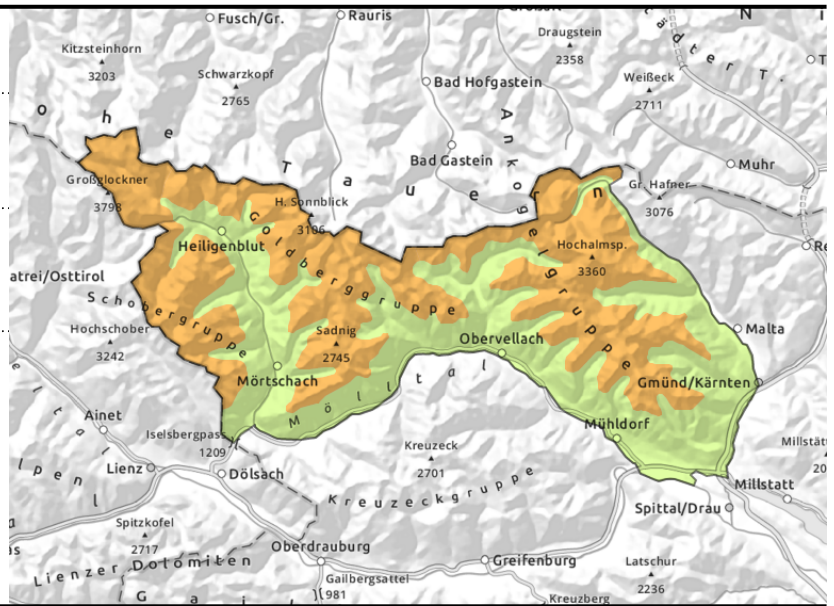 Fusch/Gr.
Rauris
N
Kitzsteinhorn
3203
Schwarzkopf
2765
Draugstein
2358
Weißeck
2711
Bad Hofgastein
Bad Gastein
Muhr
Gr. Hafner
3076
Hohe Tauern
Ankogelgruppe
Großglockner
3798
H. Sonnblick
3106
Heiligenblut
Goldberggruppe
Hochalmsp.
3360
atrei/Osttirol
Schobergruppe
Hochschober
3242
Sadnig
2745
Obervellach
Malta
Mörtschach
Mölltal
Gmünd/Kärnten
Ainet
Iselsbergpass
1209
Mühldorf
Kreuzeck
2701
Lienz
Dölsach
Kreuzeckgruppe
Millstatt
Spittal/Drau
Spitzkofel
2717
Oberdrauburg
Lienzer Dolomiten
Gailbergsattel
981
Greifenburg
Latschur
2236
Kreuzberg
G a i l